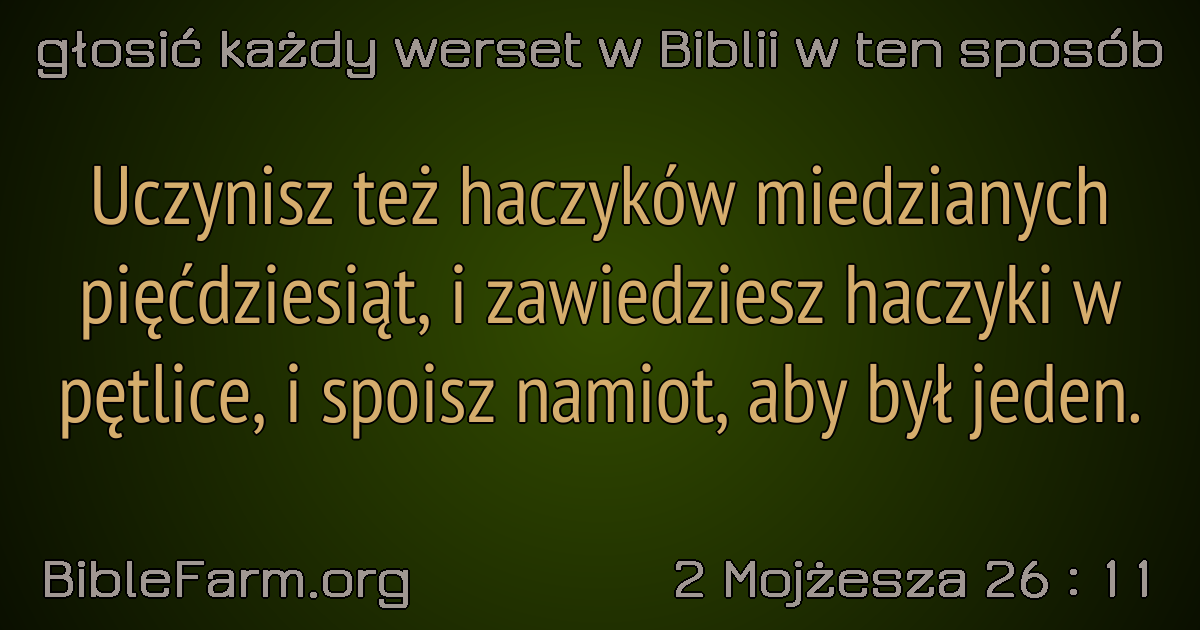 głosić każdy werset w Biblii w ten sposób
Uczynisz też haczyków miedzianych
pięćdziesiąt, i zawiedziesz haczyki w
pętlice, i spoisz namiot, aby był jeden.
BibleFarm.org
2 Mojżesza 26 : 11